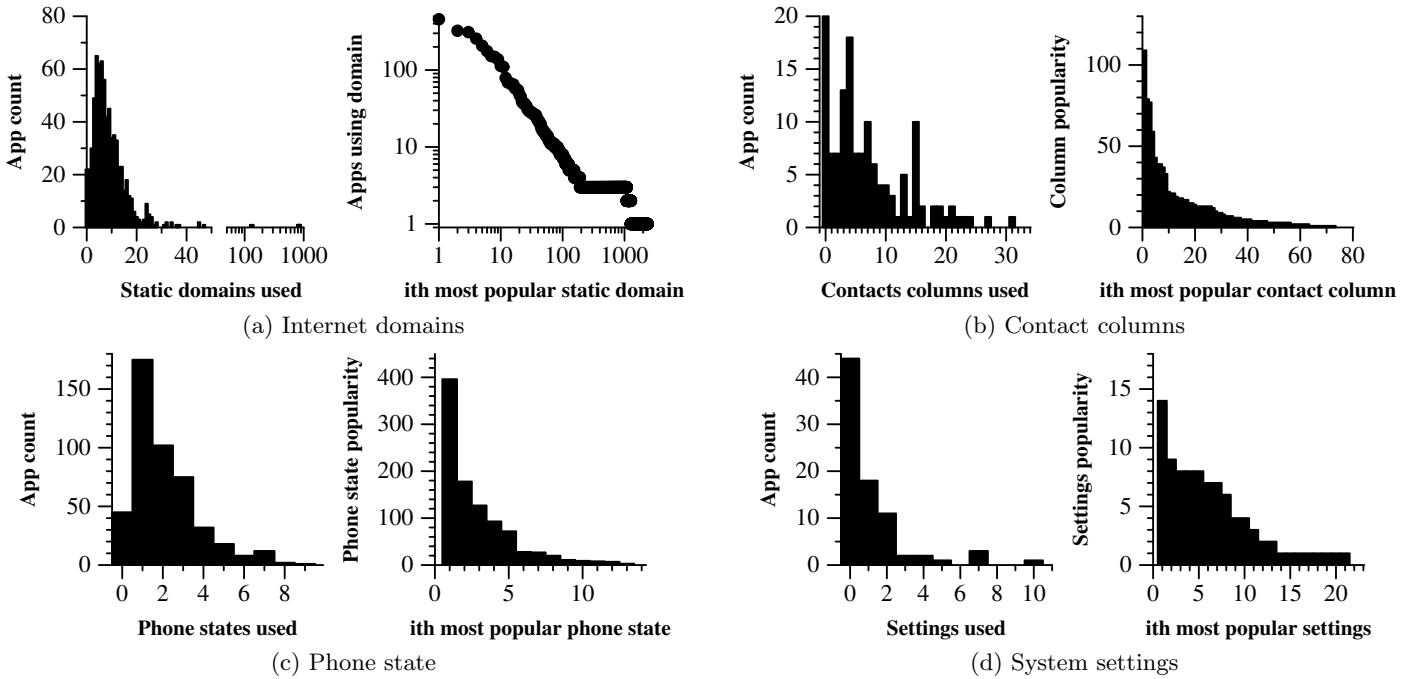 80
60
40
20
0
App count
0 20 40 100 1000
Static domains used
100
10
1
Apps using domain
1 10 100 1000
ith most popular static domain
(a) Internet domains
20
15
10
5
0
App count
0 10 20 30
Contacts columns used
100
50
0
Column popularity
0 20 40 60 80
ith most popular contact column
(b) Contact columns
150
100
50
0
App count
0 2 4 6 8
Phone states used
400
300
200
100
0
Phone state popularity
0 5 10
ith most popular phone state
(c) Phone state
40
30
20
10
0
App count
0 2 4 6 8 10
Settings used
15
10
5
0
Settings popularity
0 5 10 15 20
ith most popular settings
(d) System settings